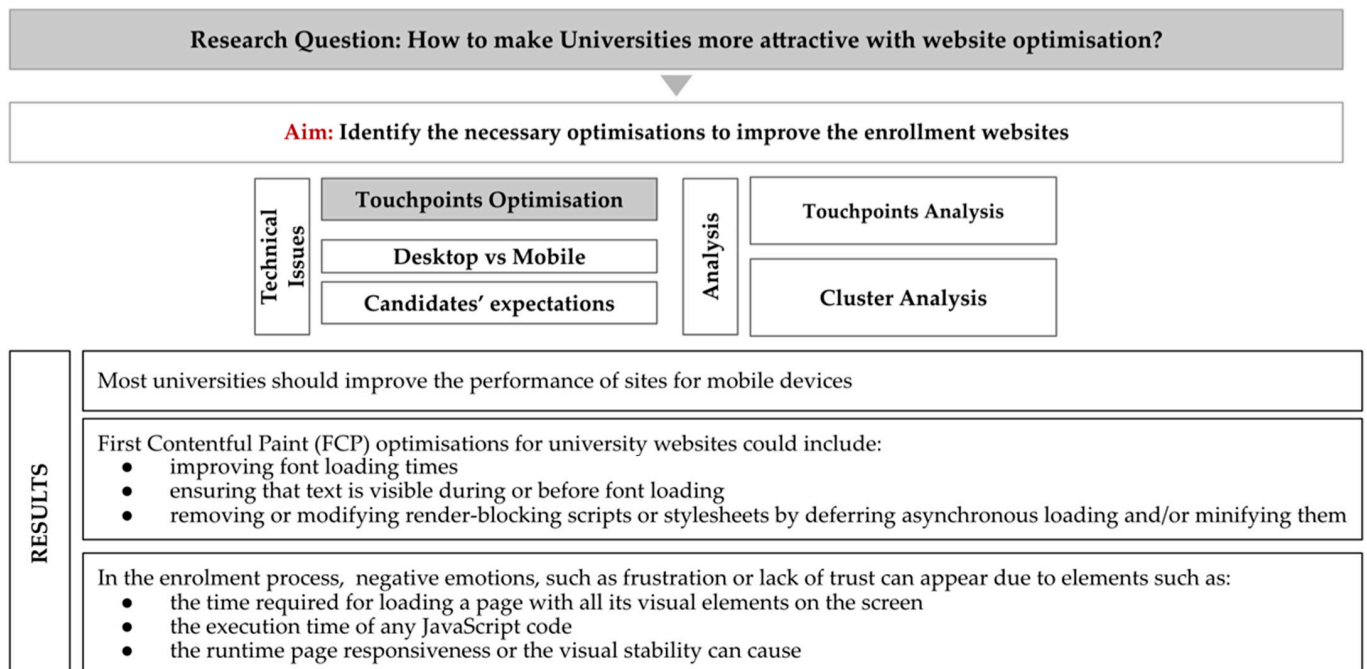 Research Question: How to make Universities more attractive with website optimisation?
Aim: Identify the necessary optimisations to improve the enrollment websites
Technical
Issues
Touchpoints Optimisation
Desktop vs Mobile
Candidates’ expectations
Analysis
Touchpoints Analysis
Cluster Analysis
RESULTS
Most universities should improve the performance of sites for mobile devices
First Contentful Paint (FCP) optimisations for university websites could include:
● improving font loading times
● ensuring that text is visible during or before font loading
● removing or modifying render-blocking scripts or stylesheets by deferring asynchronous loading and/or minifying them
In the enrolment process, negative emotions, such as frustration or lack of trust can appear due to elements such as:
● the time required for loading a page with all its visual elements on the screen
● the execution time of any JavaScript code
● the runtime page responsiveness or the visual stability can cause